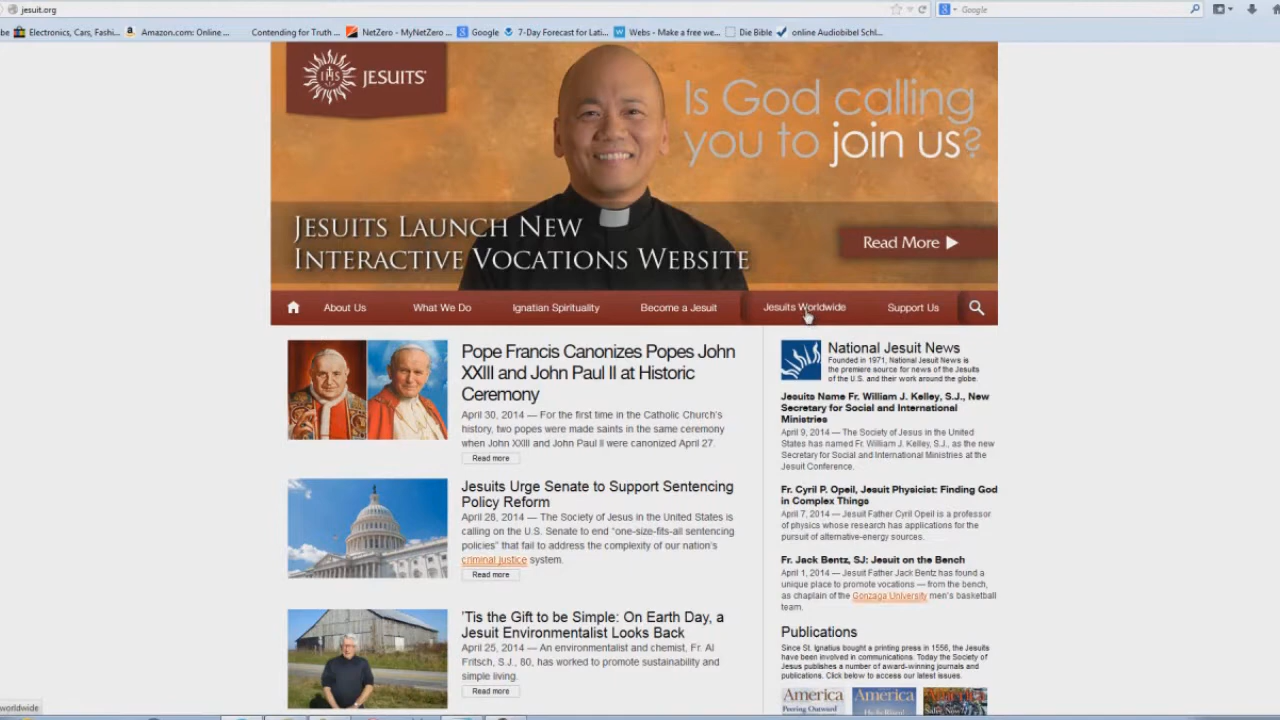 jesuit.org
Google
Electronics, Cars, Fashi...
Amazon.com: Online ...
Contending for Truth ...
NetZero - MyNetZero ...
Google
7-Day Forecast for Lati...
Webs - Make a free we...
Die Bible
online Audiobibel Schl...
IHS
JESUITS
Is God calling
you to join us?
JESUITS LAUNCH NEW
INTERACTIVE VOCATIONS WEBSITE
Read More
About Us
What We Do
Ignatian Spirituality
Become a Jesuit
Jesuits Worldwide
Support Us
Pope Francis Canonizes Popes John
XXIII and John Paul II at Historic
Ceremony
April 30, 2014 — For the first time in the Catholic Church's
history, two popes were made saints in the same ceremony
when John XXIII and John Paul II were canonized April 27.
Read more
Jesuits Urge Senate to Support Sentencing
Policy Reform
April 28, 2014 — The Society of Jesus in the United States is
calling on the U.S. Senate to end "one-size-fits-all sentencing
policies" that fail to address the complexity of our nation's
criminal justice system.
Read more
'Tis the Gift to be Simple: On Earth Day, a
Jesuit Environmentalist Looks Back
April 25, 2014 — An environmentalist and chemist, Fr. Al
Fritsch, S.J., 80, has worked to promote sustainability and
simple living.
Read more
National Jesuit News
Founded in 1971, National Jesuit News is
the premiere source for news of the Jesuits
of the U.S. and their work around the globe.
Jesuits Name Fr. William J. Kelley, S.J., New
Secretary for Social and International
Ministries
April 9, 2014 — The Society of Jesus in the United
States has named Fr. William J. Kelley, S.J., as the new
Secretary for Social and International Ministries at the
Jesuit Conference.
Fr. Cyril P. Opeil, Jesuit Physicist: Finding God
in Complex Things
April 7, 2014 — Jesuit Father Cyril Opeil is a professor
of physics whose research has applications for the
pursuit of alternative-energy sources.
Fr. Jack Bentz, SJ: Jesuit on the Bench
April 1, 2014 — Jesuit Father Jack Bentz has found a
unique place to promote vocations — from the bench,
as chaplain of the Gonzaga University men's basketball
team.
Publications
Since St. Ignatius bought a printing press in 1556, the Jesuits
have been involved in communications. Today the Society of
Jesus publishes a number of award-winning journals and
publications. Click below to access our latest issues.
America
Peering Outward
America
America
worldwide